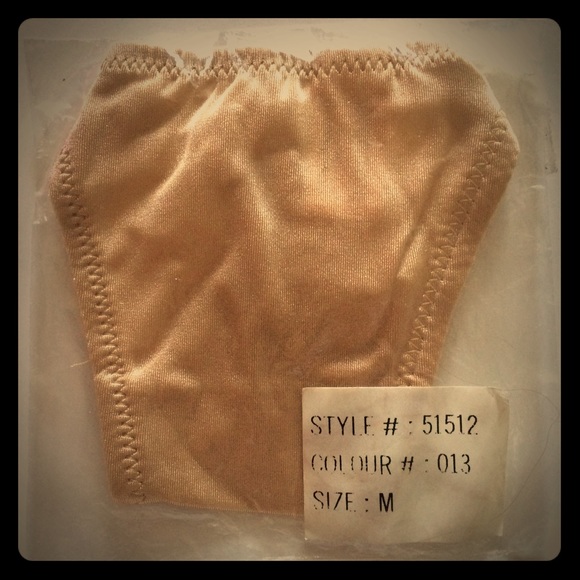 STYLE # : 51512
COLOUR # : 013
SIZE : M